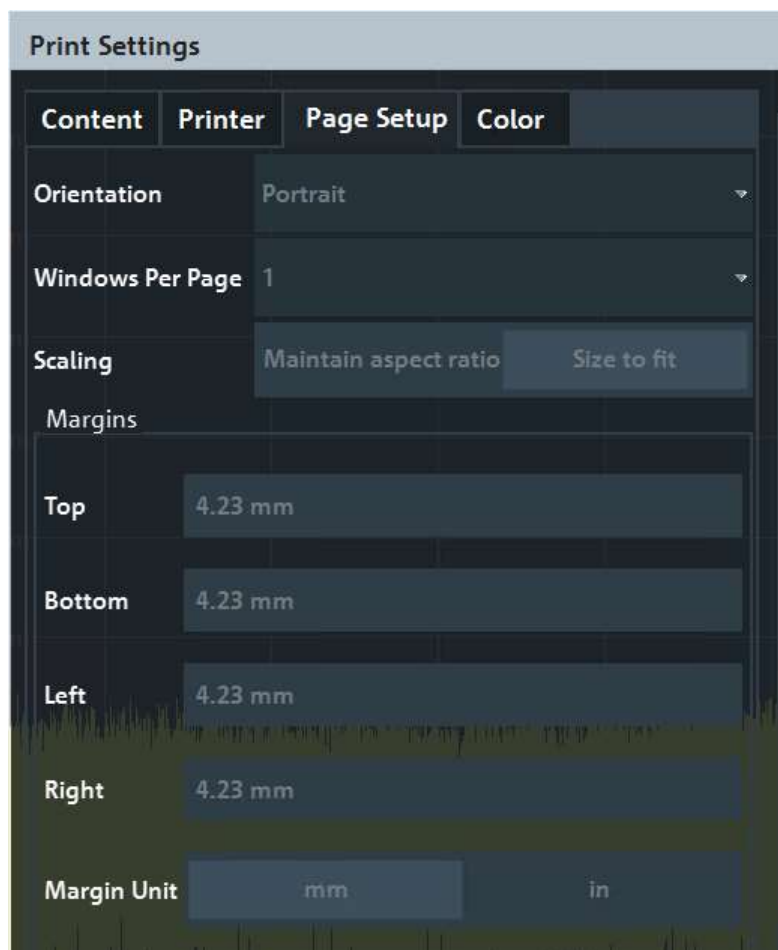 Print Settings
Content Printer Page Setup Color
Orientation Portrait
Windows Per Page 1
Scaling Maintain aspect ratio Size to fit
Margins
Top 4.23 mm
Bottom 4.23 mm
Left 4.23 mm
Right 4.23 mm
Margin Unit mm in